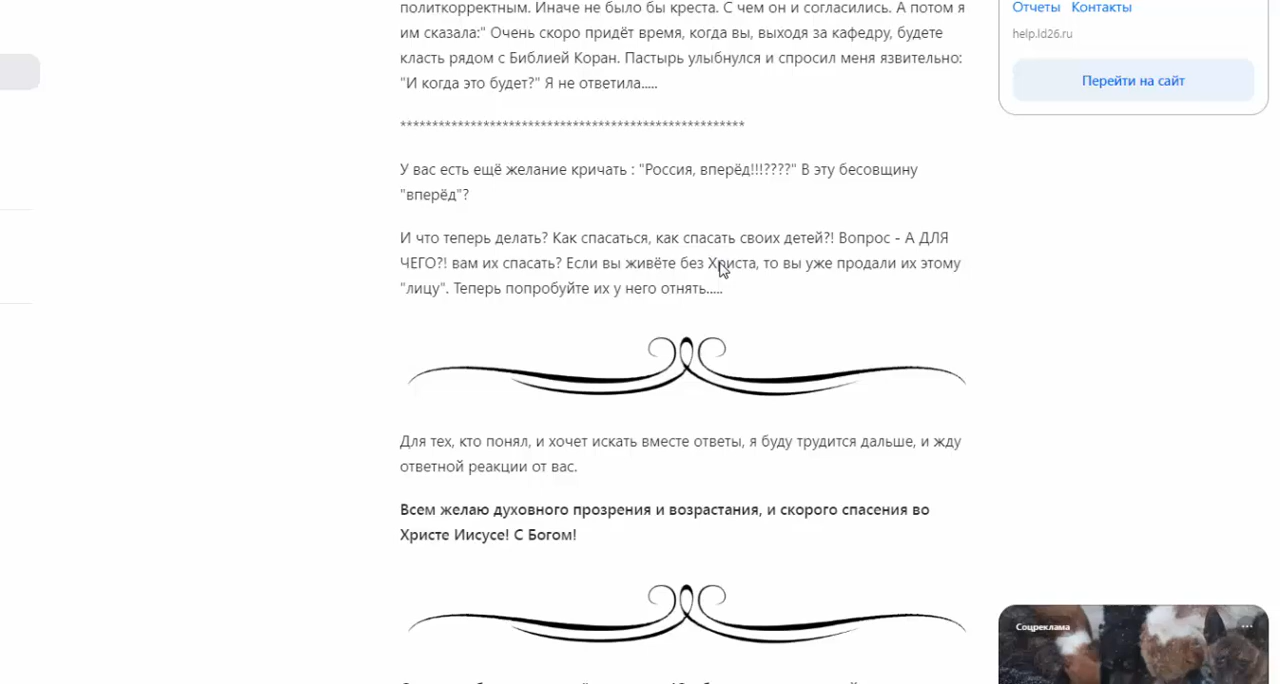 политкорректным. Иначе не было бы креста. С чем он и согласились. А потом я
им сказала:" Очень скоро придёт время, когда вы, выходя за кафедру, будете
класть рядом с Библией Коран. Пастырь улыбнулся и спросил меня язвительно:
"И когда это будет?" Я не ответила.....
******************************************************
У вас есть ещё желание кричать : "Россия, вперёд!!!????" В эту бесовщину
"вперёд"?
И что теперь делать? Как спасаться, как спасать своих детей?! Вопрос - А ДЛЯ
ЧЕГО?! вам их спасать? Если вы живёте без Христа, то вы уже продали их этому
"лицу". Теперь попробуйте их у него отнять.....
Для тех, кто понял, и хочет искать вместе ответы, я буду трудится дальше, и жду
ответной реакции от вас.
Всем желаю духовного прозрения и возрастания, и скорого спасения во
Христе Иисусе! С Богом!
Отчеты Контакты
help.ld26.ru
Перейти на сайт
Соцреклама